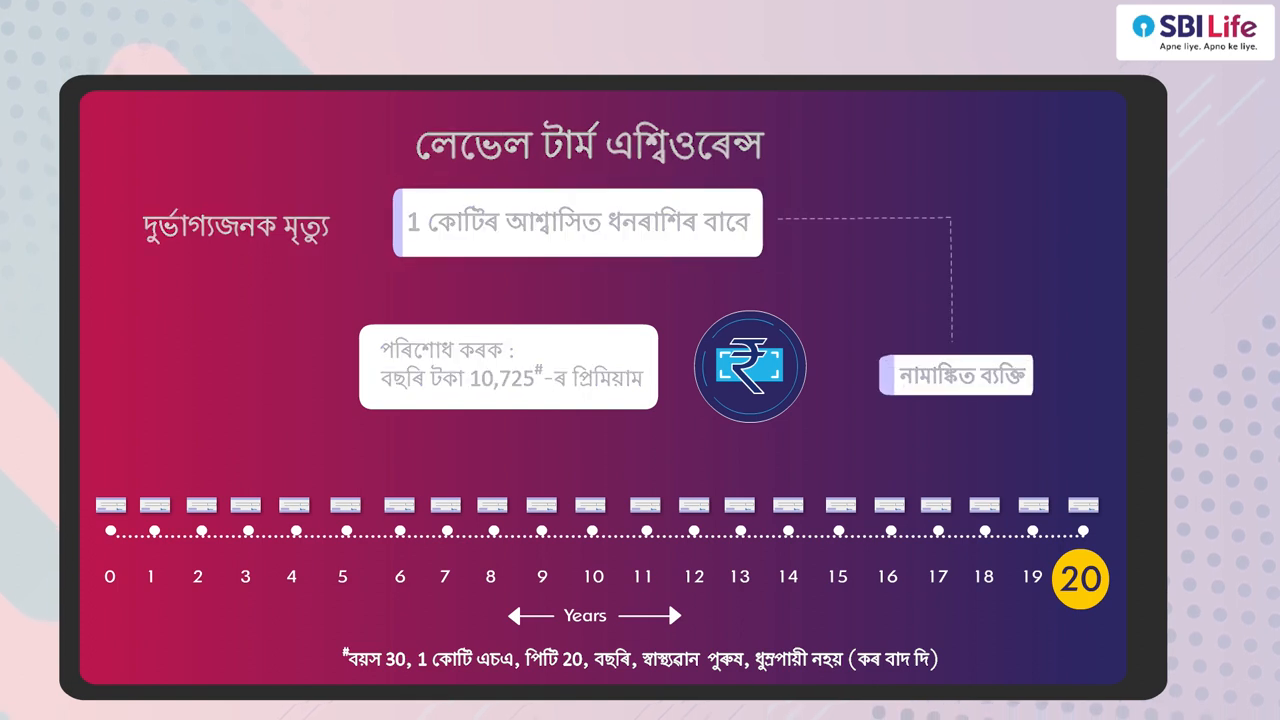 SBI Life
Apne liye. Apno ke liye.
লেভেল টাৰ্ম এশ্বিওৰেন্স
দুৰ্ভাগ্যজনক মৃত্যু
1 কোটিৰ আশ্বাসিত ধনৰাশিৰ বাবে
পৰিশোধ কৰক :
বছৰি টকা 10,725#-ৰ প্ৰিমিয়াম
নামাঙ্কিত ব্যক্তি
0 1 2 3 4 5 6 7 8 9 10 11 12 13 14 15 16 17 18 19 20
Years
#বয়স 30, 1 কোটি এচএ, পিটি 20, বছৰি, স্বাস্থ্যৱান পুৰুষ, ধুম্ৰপায়ী নহয় (কৰ বাদ দি)